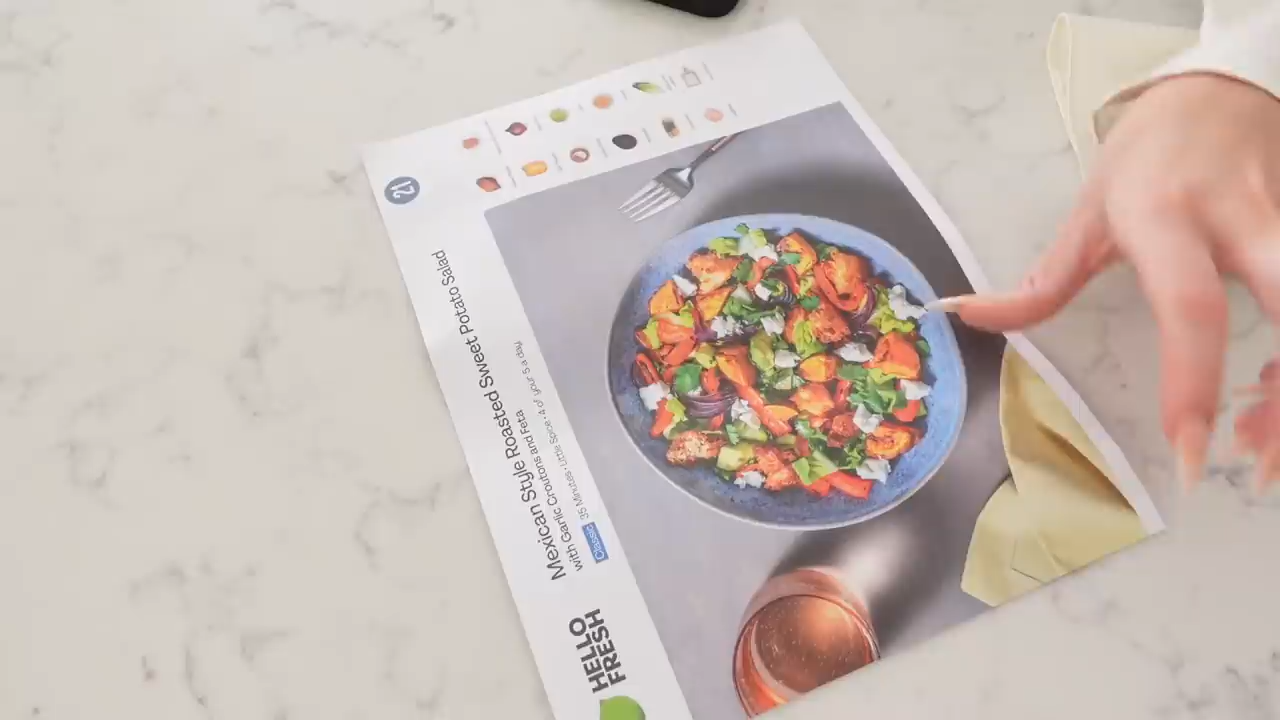 HELLO
FRESH
Mexican Style Roasted Sweet Potato Salad
with Garlic Croutons and Feta
Classic 35 Minutes • Little Spice • 4 of your 5 a day
21